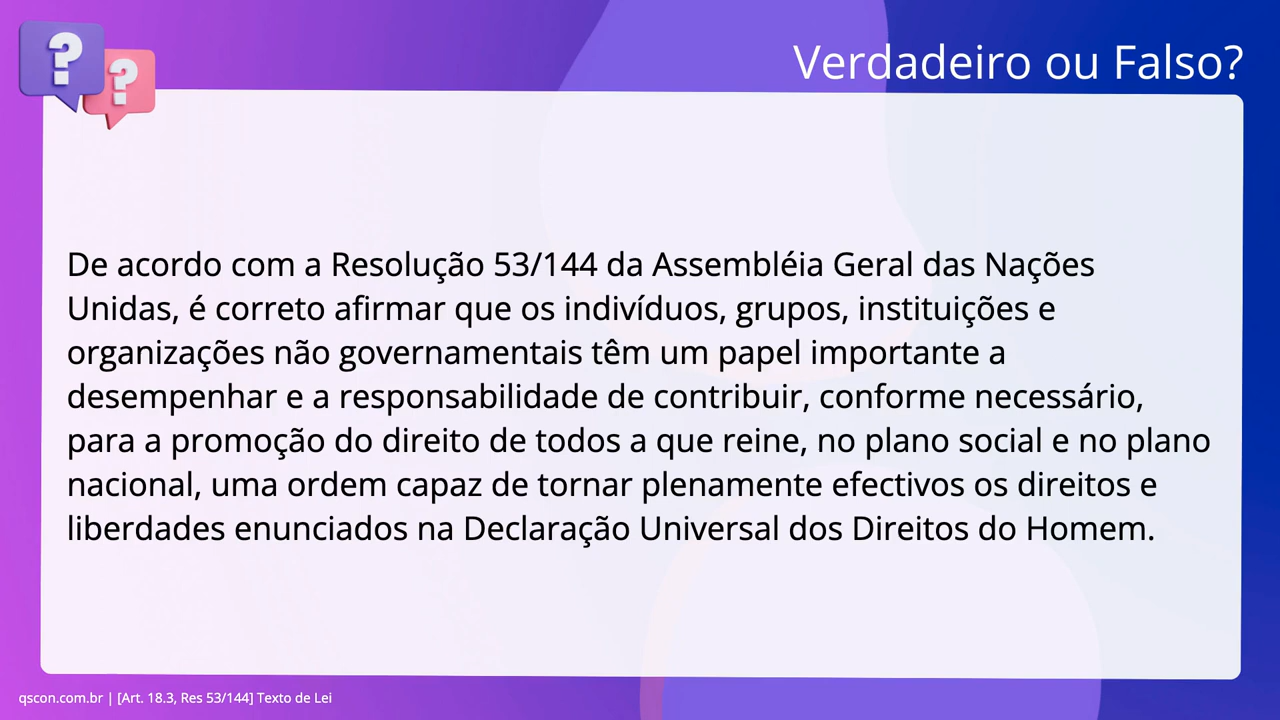 ? ?
Verdadeiro ou Falso?
De acordo com a Resolução 53/144 da Assembléia Geral das Nações
Unidas, é correto afirmar que os indivíduos, grupos, instituições e
organizações não governamentais têm um papel importante a
desempenhar e a responsabilidade de contribuir, conforme necessário,
para a promoção do direito de todos a que reine, no plano social e no plano
nacional, uma ordem capaz de tornar plenamente efectivos os direitos e
liberdades enunciados na Declaração Universal dos Direitos do Homem.
qscon.com.br | [Art. 18.3, Res 53/144] Texto de Lei